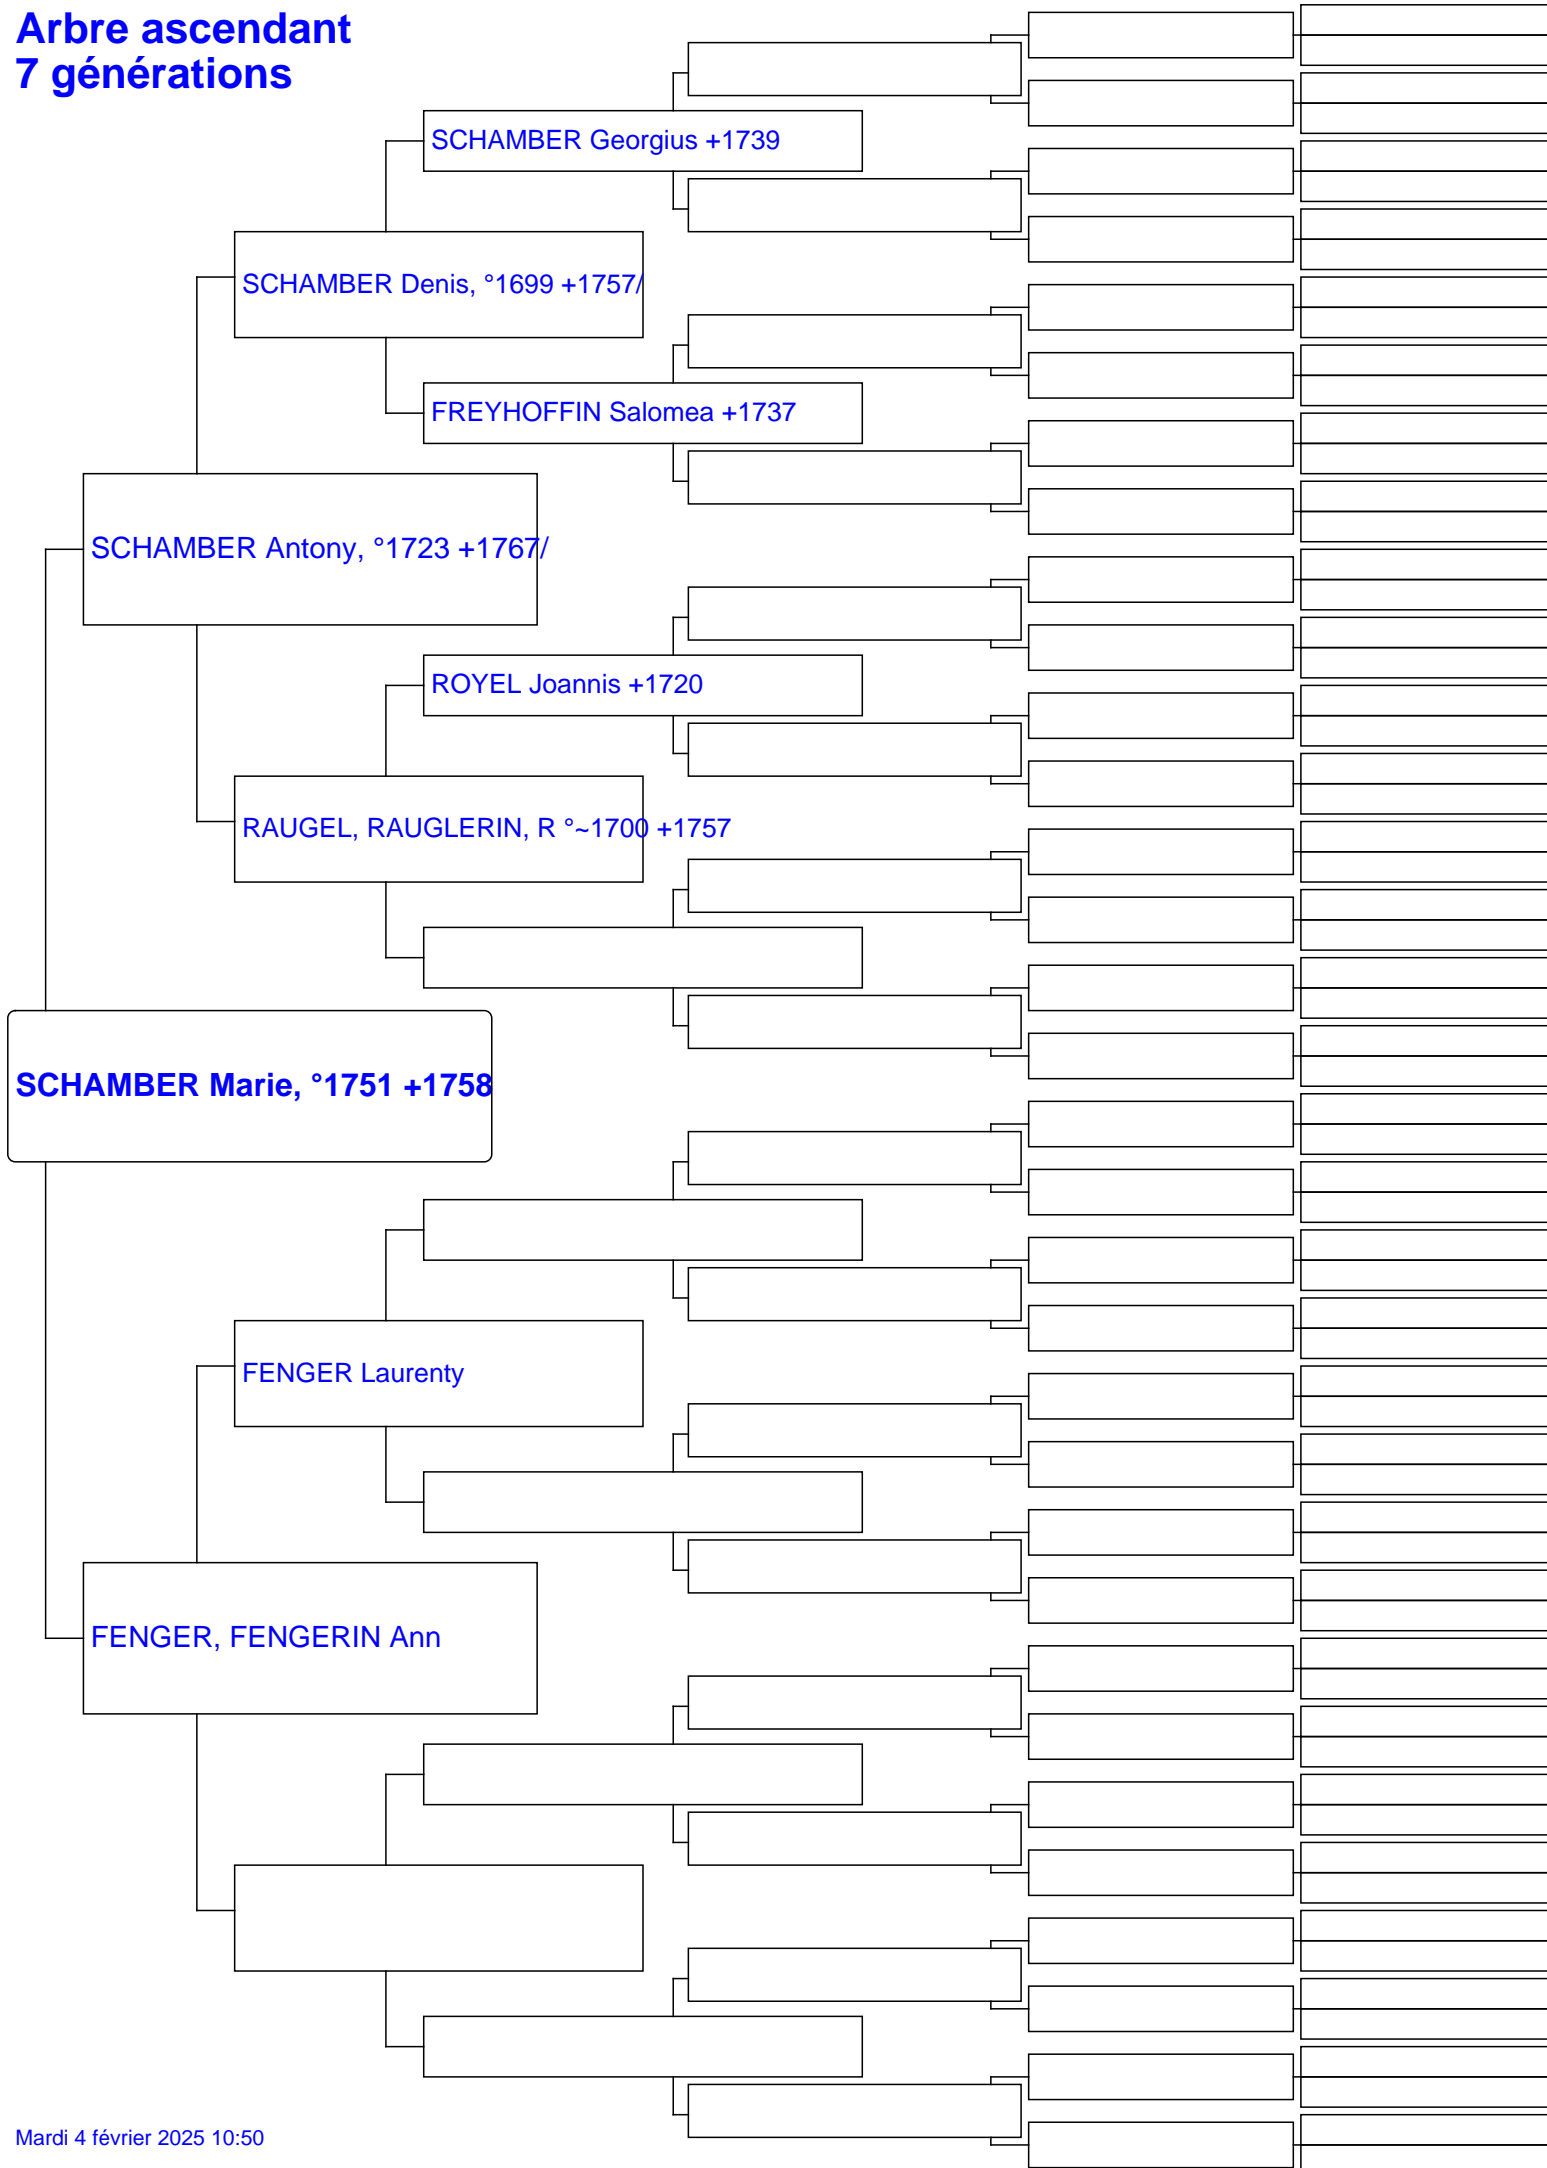 Arbre ascendant
7 générations
SCHAMBER Georgius +1739
SCHAMBER Denis, °1699 +1757/
FREYHOFFIN Salomea +1737
SCHAMBER Antony, °1723 +1767/
ROYEL Joannis +1720
RAUGEL, RAUGLERIN, R °~1700 +1757
SCHAMBER Marie, °1751 +1758
FENGER Laurenty
FENGER, FENGERIN Ann
Mardi 4 février 2025 10:50